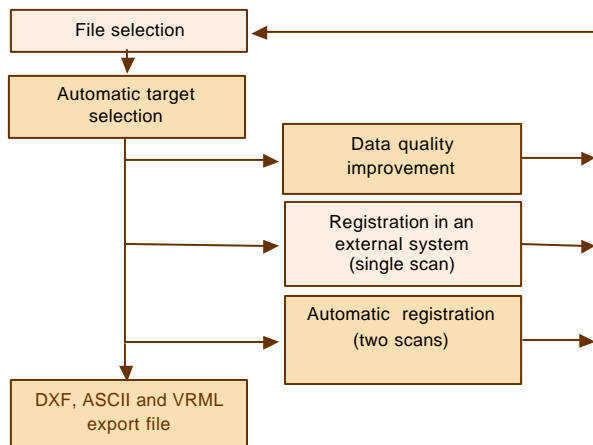 File selection
Automatic target
selection
Data quality
improvement
Registration in an
external system
(single scan)
Automatic registration
(two scans)
DXF, ASCII and VRML
export file